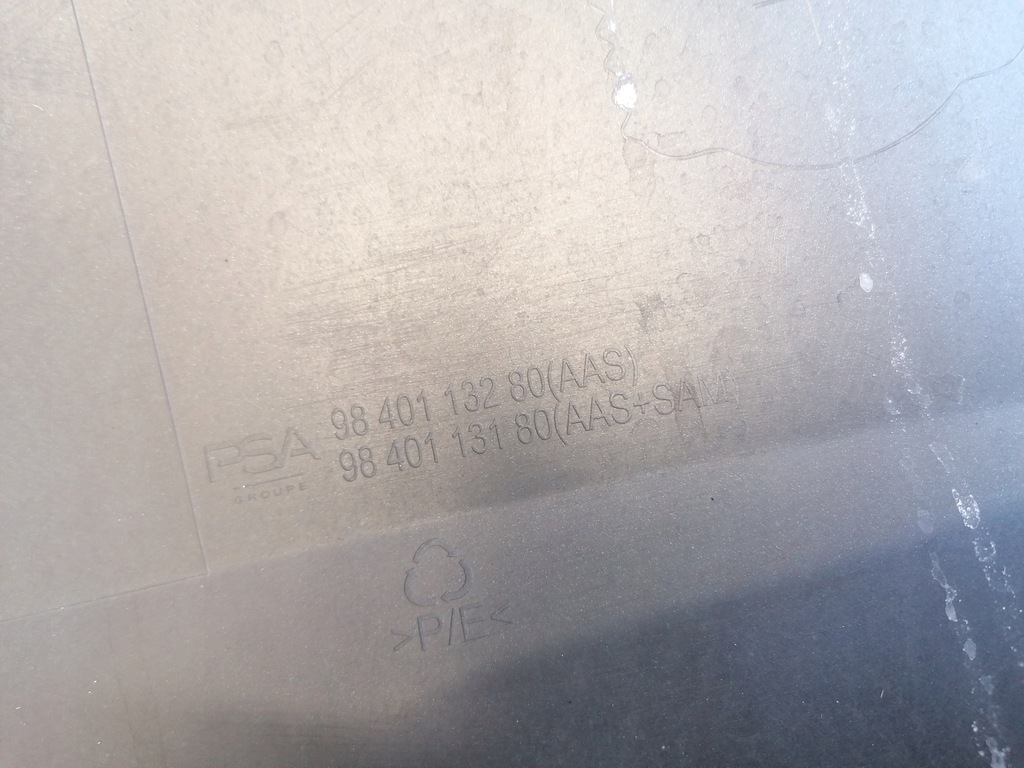 PSA
GROUPE
98 401 132 80(AAS)
98 401 131 80(AAS+SAM)
>P/E<